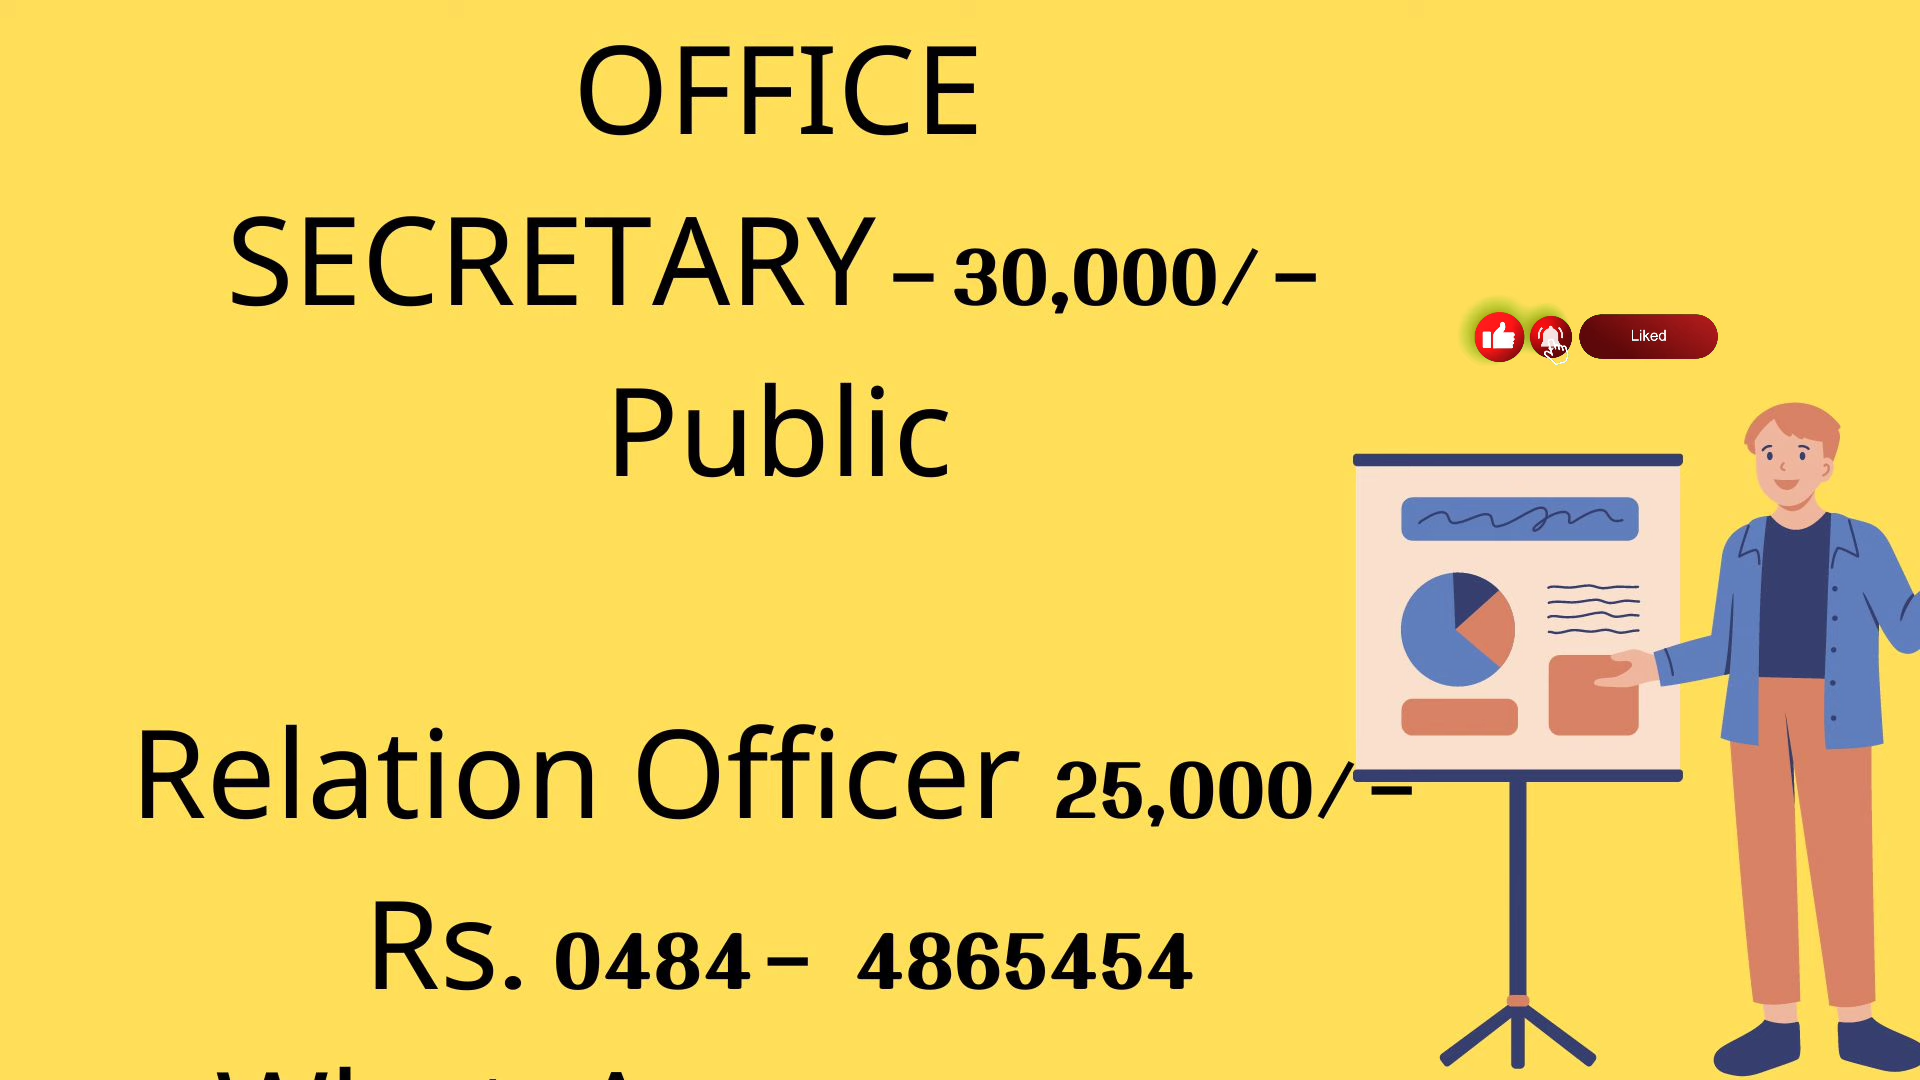 OFFICE
SECRETARY - 30,000/-
Public
Relation Officer 25,000/-
Rs. 0484- 4865454
Liked